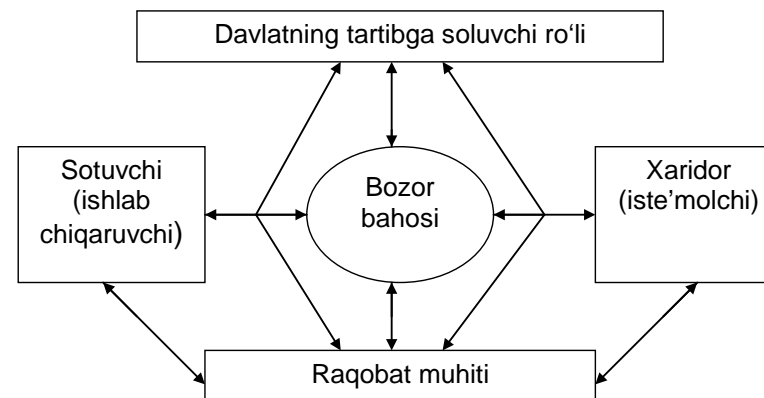 Davlatning tartibga soluvchi ro‘li
Sotuvchi
(ishlab
chiqaruvchi)
Bozor
bahosi
Xaridor
(iste’molchi)
Raqobat muhiti